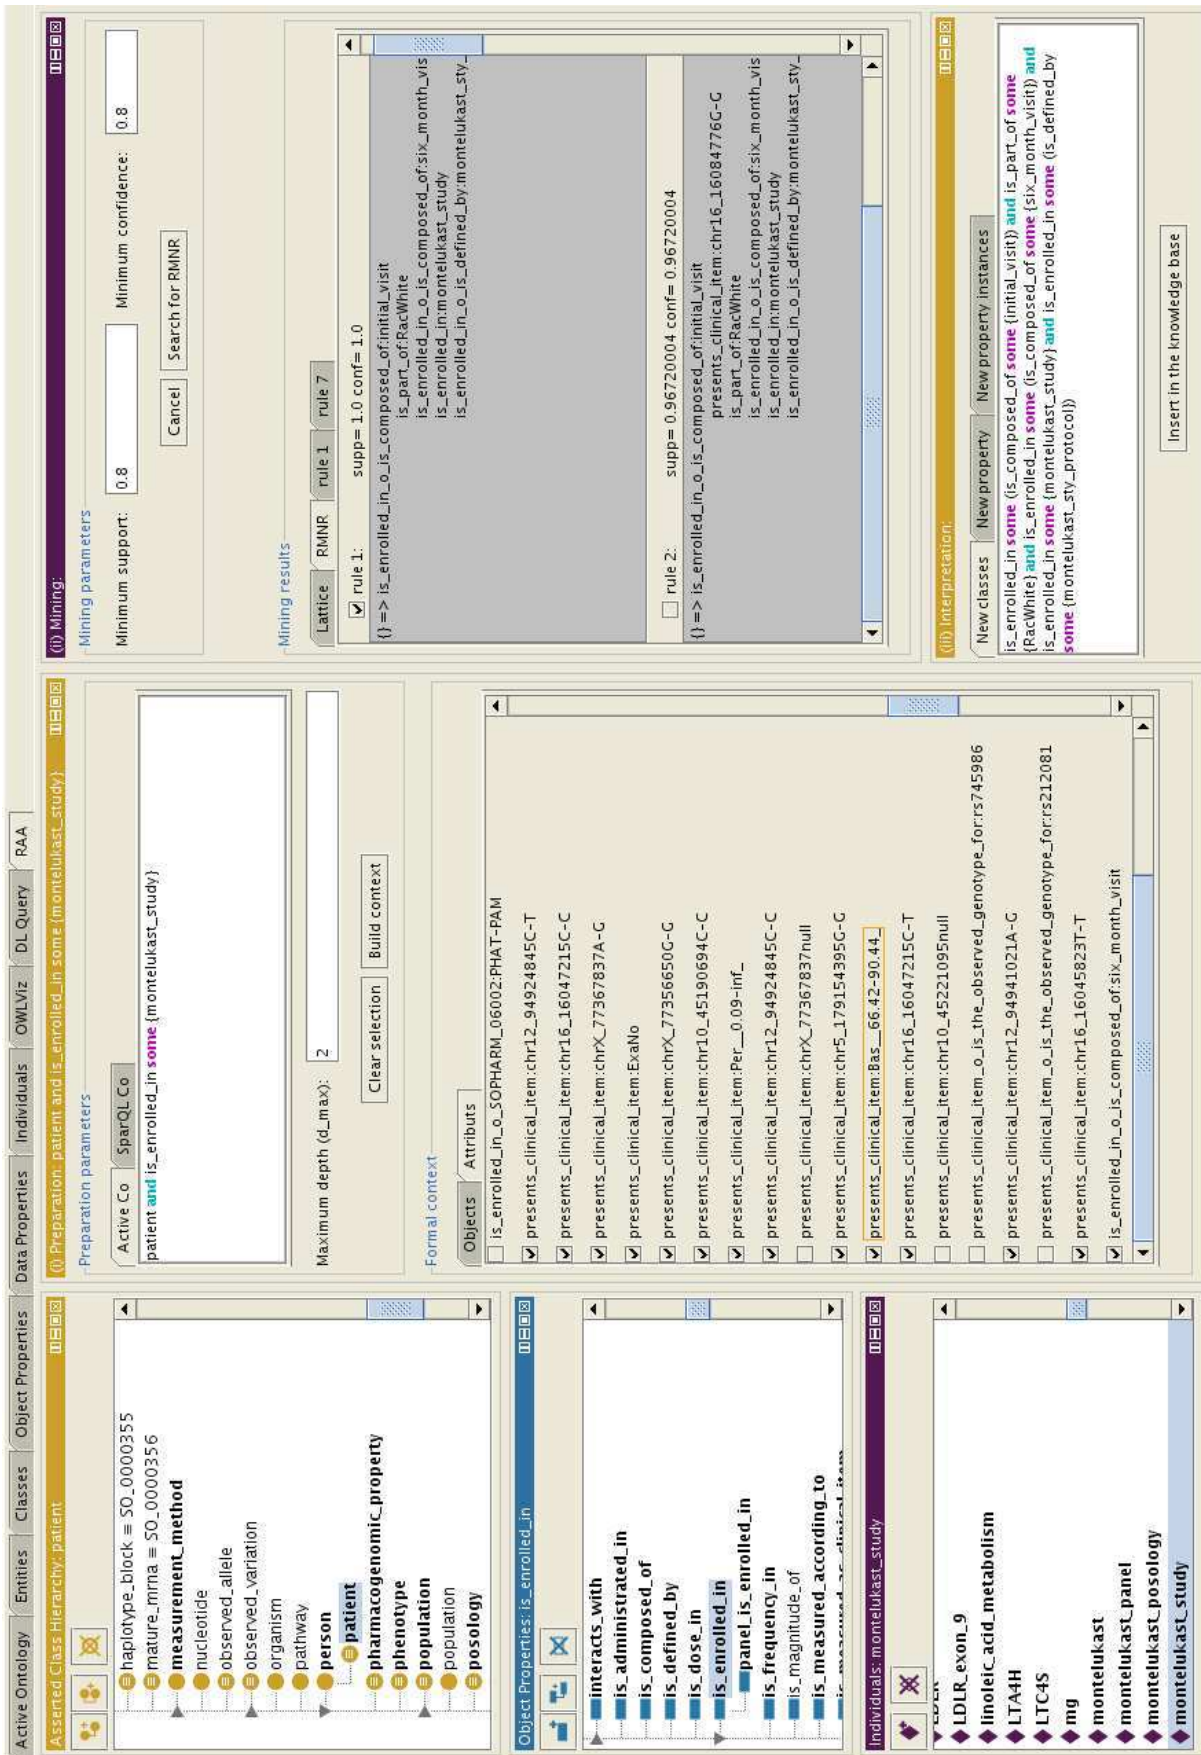 Active Ontology
Entities
Classes
Object Properties
Data Properties
Individuals
OWLViz
DL Query
RAA
Asserted Class Hierarchy: patient
haplotype_block ≡ SO_0000355
mature_mrna ≡ SO_0000356
measurement_method
nucleotide
observed_allele
observed_variation
organism
pathway
person
patient
pharmacogenomic_property
phenotype
population
population
posology
Object Properties: is_enrolled_in
interacts_with
is_administrated_in
is_composed_of
is_defined_by
is_dose_in
is_enrolled_in
panel_is_enrolled_in
is_frequency_in
is_magnitude_of
is_measured_according_to
is_measured_as_clinical_item
Individuals: montelukast_study
LDLR
LDLR_exon_9
linoleic_acid_metabolism
LTA4H
LTC4S
mg
montelukast
montelukast_panel
montelukast_posology
montelukast_study
(i) Preparation: patient and is_enrolled_in some {montelukast_study}
Preparation parameters
Active Co
SparQL Co
patient and is_enrolled_in some {montelukast_study}
Maximum depth (d_max):
2
Clear selection
Build context
Formal context
Objects
Attributs
is_enrolled_in_o_SOPHARM_06002:PHAT-PAM
presents_clinical_item:chr12_94924845C-T
presents_clinical_item:chr16_16047215C-C
presents_clinical_item:chrX_77367837A-G
presents_clinical_item:ExaNo
presents_clinical_item:chrX_77356650G-G
presents_clinical_item:chr10_45190694C-C
presents_clinical_item:Per__0.09-inf_
presents_clinical_item:chr12_94924845C-C
presents_clinical_item:chrX_77367837null
presents_clinical_item:chr5_179154395G-G
presents_clinical_item:Bas__66.42-90.44_
presents_clinical_item:chr16_16047215C-T
presents_clinical_item:chr10_45221095null
presents_clinical_item_o_is_the_observed_genotype_for:rs745986
presents_clinical_item:chr12_94941021A-G
presents_clinical_item_o_is_the_observed_genotype_for:rs212081
presents_clinical_item:chr16_16045823T-T
is_enrolled_in_o_is_composed_of:six_month_visit
(ii) Mining:
Mining parameters
Minimum support:
0.8
Minimum confidence:
0.8
Cancel
Search for RMNR
Mining results
Lattice
RMNR
rule 1
rule 7
rule 1: supp= 1.0 conf= 1.0
{} => is_enrolled_in_o_is_composed_of:initial_visit
is_part_of:RacWhite
is_enrolled_in_o_is_composed_of:six_month_vis
is_enrolled_in:montelukast_study
is_enrolled_in_o_is_defined_by:montelukast_sty_
rule 2: supp= 0.96720004 conf= 0.96720004
{} => is_enrolled_in_o_is_composed_of:initial_visit
presents_clinical_item:chr16_16084776G-G
is_part_of:RacWhite
is_enrolled_in_o_is_composed_of:six_month_vis
is_enrolled_in:montelukast_study
is_enrolled_in_o_is_defined_by:montelukast_sty_
(iii) Interpretation:
New classes
New property
New property instances
is_enrolled_in some (is_composed_of some {initial_visit}) and is_part_of some
{RacWhite} and is_enrolled_in some (is_composed_of some {six_month_visit}) and
is_enrolled_in some {montelukast_study} and is_enrolled_in some (is_defined_by
some {montelukast_sty_protocol})
Insert in the knowledge base